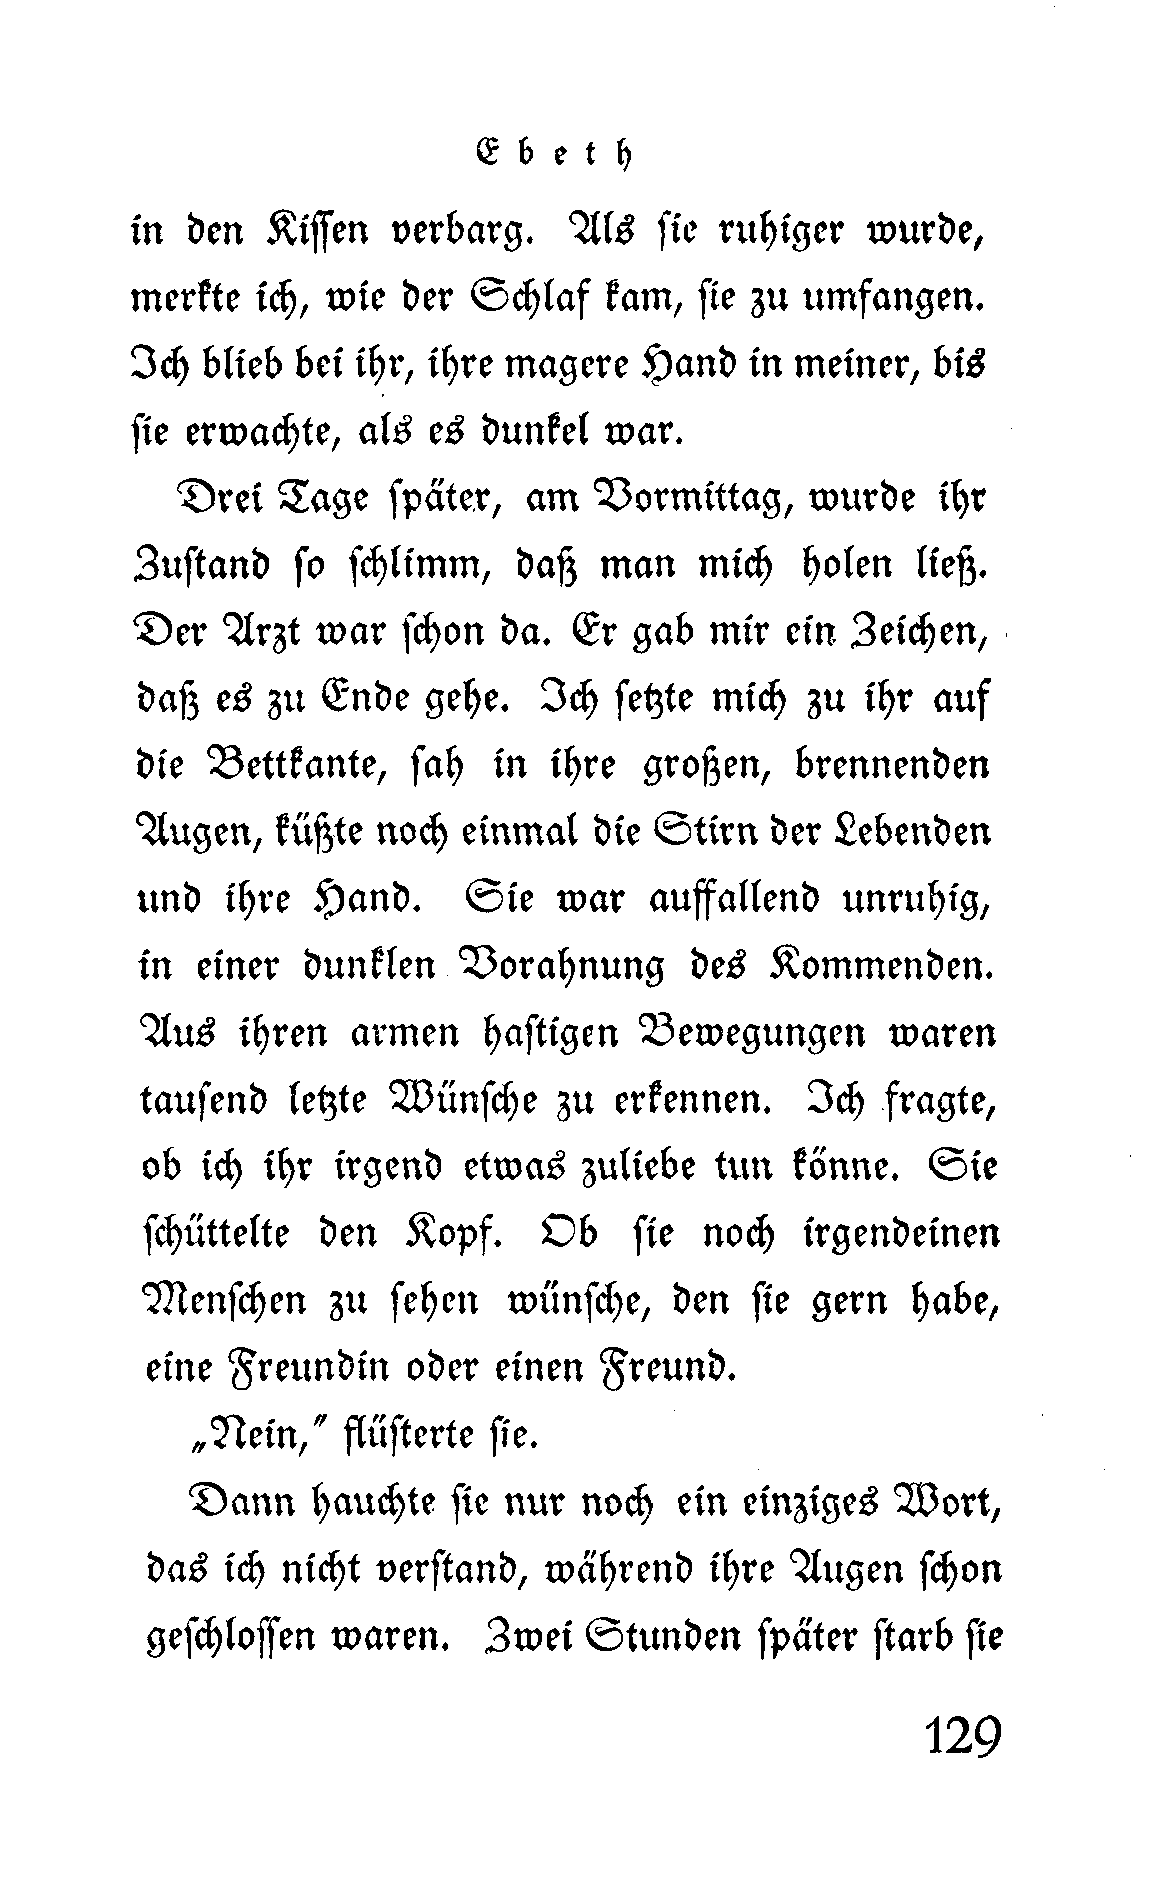 Ebeth
in den Kissen verbarg. Als sie ruhiger wurde,
merkte ich, wie der Schlaf kam, sie zu umfangen.
Ich blieb bei ihr, ihre magere Hand in meiner, bis
sie erwachte, als es dunkel war.
Drei Tage später, am Vormittag, wurde ihr
Zustand so schlimm, daß man mich holen ließ.
Der Arzt war schon da. Er gab mir ein Zeichen,
daß es zu Ende gehe. Ich setzte mich zu ihr auf
die Bettkante, sah in ihre großen, brennenden
Augen, küßte noch einmal die Stirn der Lebenden
und ihre Hand. Sie war auffallend unruhig,
in einer dunklen Vorahnung des Kommenden.
Aus ihren armen hastigen Bewegungen waren
tausend letzte Wünsche zu erkennen. Ich fragte,
ob ich ihr irgend etwas zuliebe tun könne. Sie
schüttelte den Kopf. Ob sie noch irgendeinen
Menschen zu sehen wünsche, den sie gern habe,
eine Freundin oder einen Freund.
„Nein,“ flüsterte sie.
Dann hauchte sie nur noch ein einziges Wort,
das ich nicht verstand, während ihre Augen schon
geschlossen waren. Zwei Stunden später starb sie
129